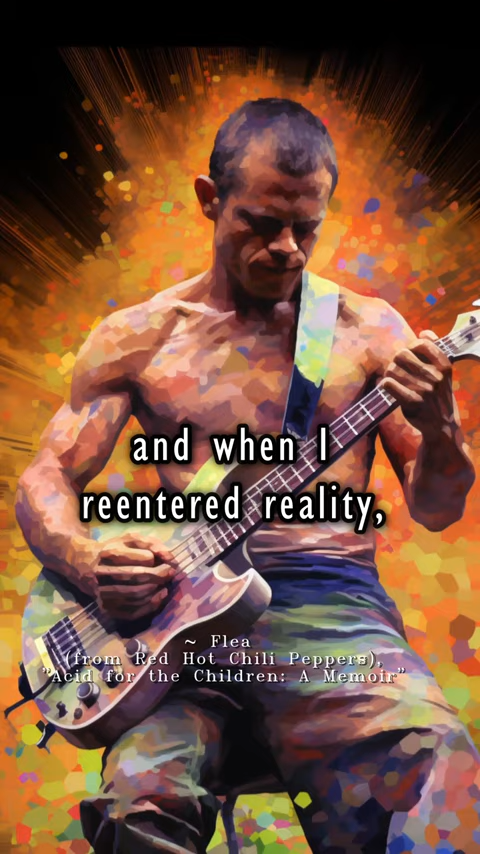 and when I
reentered reality,
~ Flea
(from Red Hot Chili Peppers),
"Acid for the Children: A Memoir"